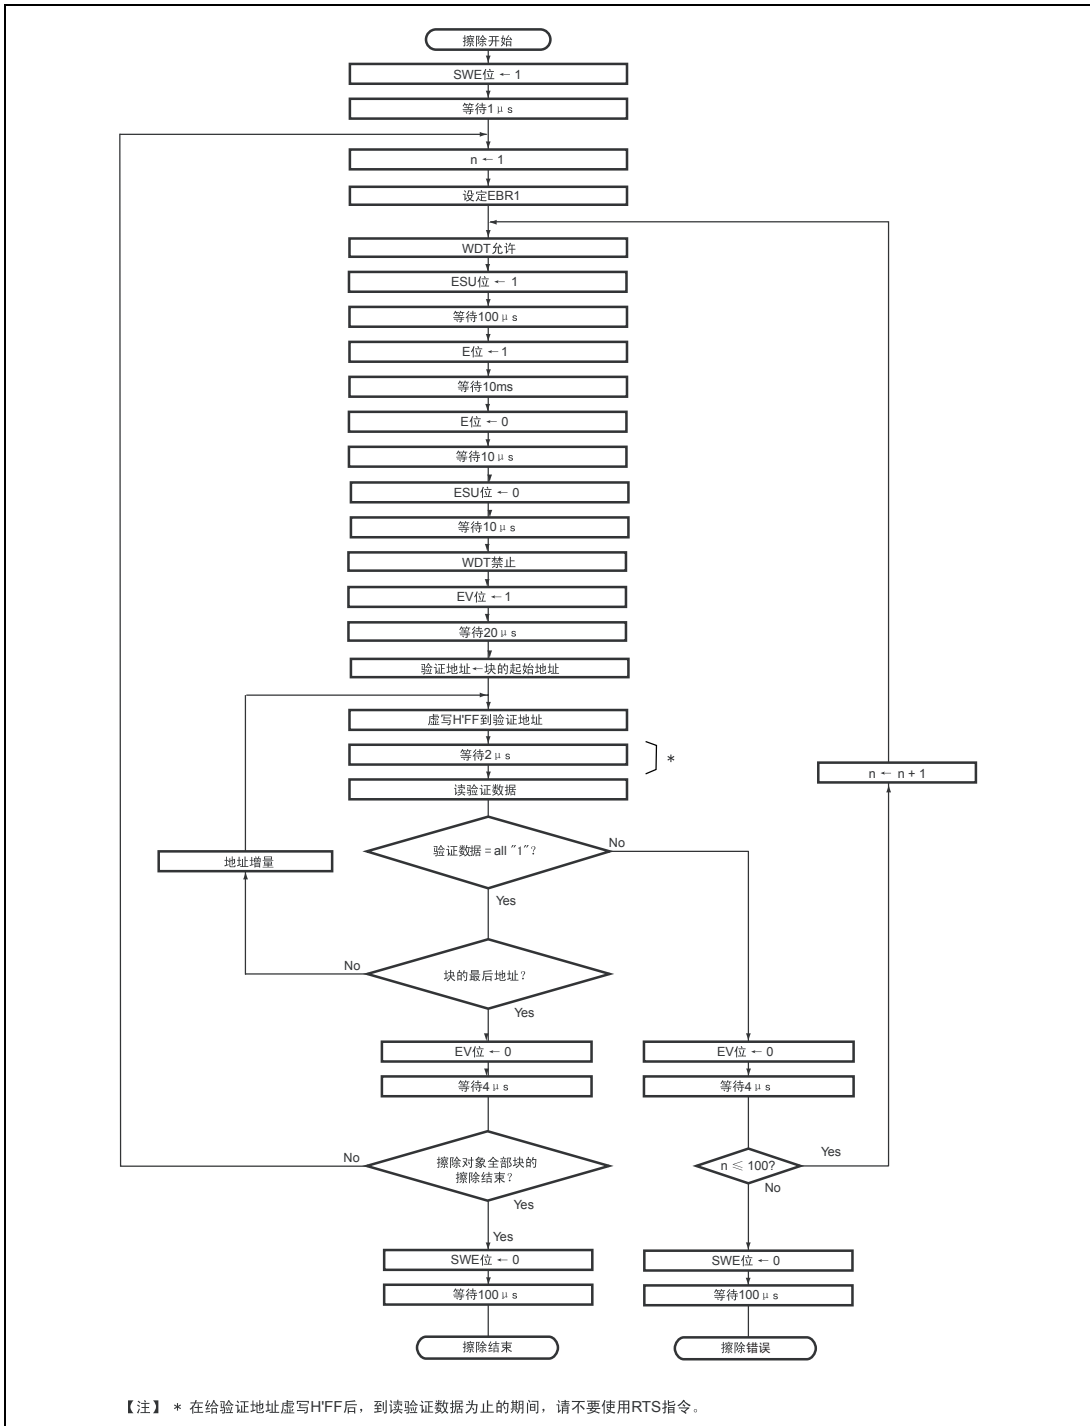 擦除开始
SWE位 ← 1
等待1 μ s
n ← 1
设定EBR1
WDT允许
ESU位 ← 1
等待100 μ s
E位 ← 1
等待10ms
E位 ← 0
等待10 μ s
ESU位 ← 0
等待10 μ s
WDT禁止
EV位 ← 1
等待20 μ s
验证地址←块的起始地址
虚写H'FF到验证地址
等待2 μ s
*
读验证数据
n ← n + 1
验证数据 = all ″1″?
No
Yes
地址增量
块的最后地址?
No
Yes
EV位 ← 0
等待4 μ s
EV位 ← 0
等待4 μ s
擦除对象全部块的
擦除结束?
No
Yes
Yes
n ≤ 100?
Yes
No
SWE位 ← 0
等待100 μ s
擦除结束
SWE位 ← 0
等待100 μ s
擦除错误
【注】 * 在给验证地址虚写H'FF后，到读验证数据为止的期间，请不要使用RTS指令。